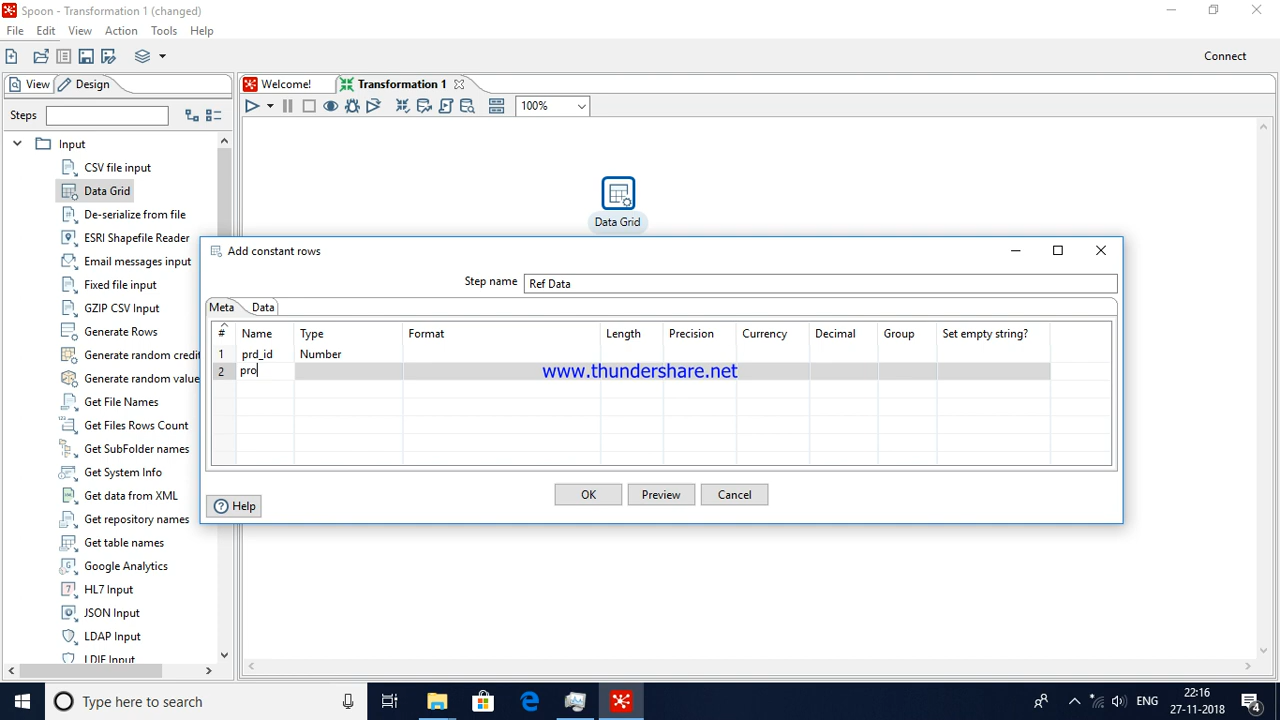 Spoon - Transformation 1 (changed)
File Edit View Action Tools Help
Connect
View Design
Welcome! Transformation 1
Steps
100%
Input
CSV file input
Data Grid
De-serialize from file
ESRI Shapefile Reader
Email messages input
Fixed file input
GZIP CSV Input
Generate Rows
Generate random credit
Generate random value
Get File Names
Get Files Rows Count
Get SubFolder names
Get System Info
Get data from XML
Get repository names
Get table names
Google Analytics
HL7 Input
JSON Input
LDAP Input
LDIF Input
Data Grid
Add constant rows
Step name Ref Data
Meta Data
# Name Type Format Length Precision Currency Decimal Group Set empty string?
1 prd_id Number
2 pro
www.thundershare.net
OK Preview Cancel
Help
Type here to search
ENG
22:16
27-11-2018
4